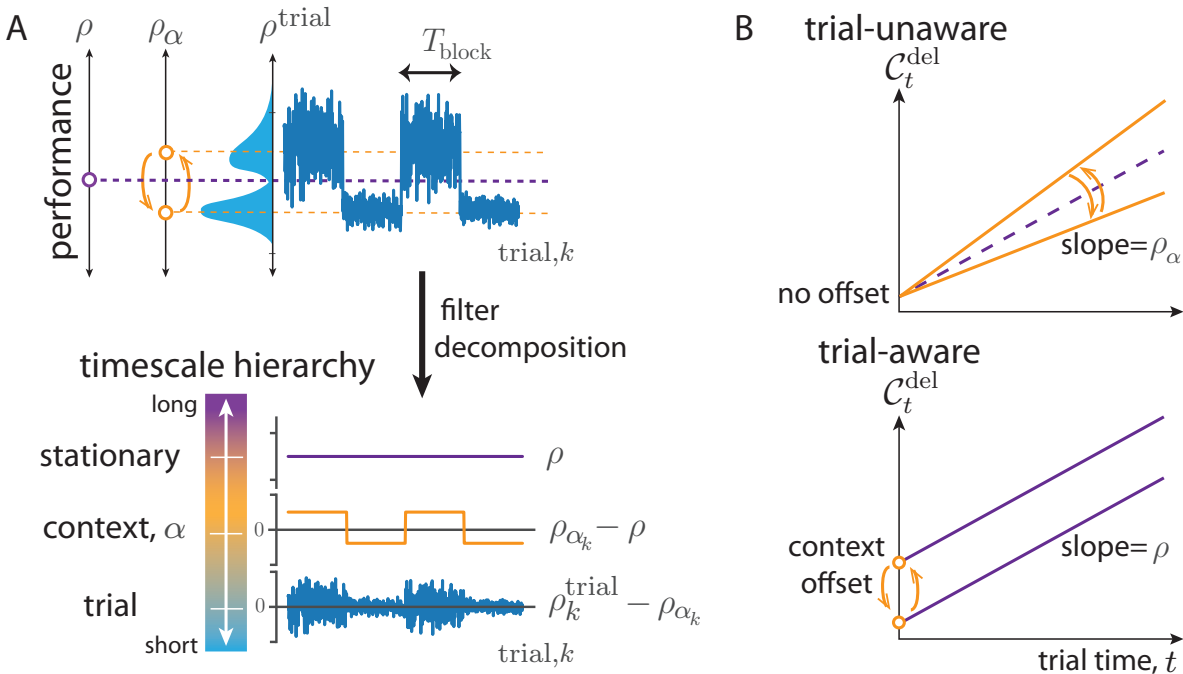 A
ρ
ρ_α
ρ^trial
T_block
performance
trial,k
filter
decomposition
timescale hierarchy
long
stationary
ρ
context, α
0
ρ_{α_k} − ρ
trial
0
ρ_k^trial − ρ_{α_k}
short
trial,k
B
trial-unaware
C_t^del
slope= ρ_α
no offset
trial-aware
C_t^del
context
offset
slope= ρ
trial time, t